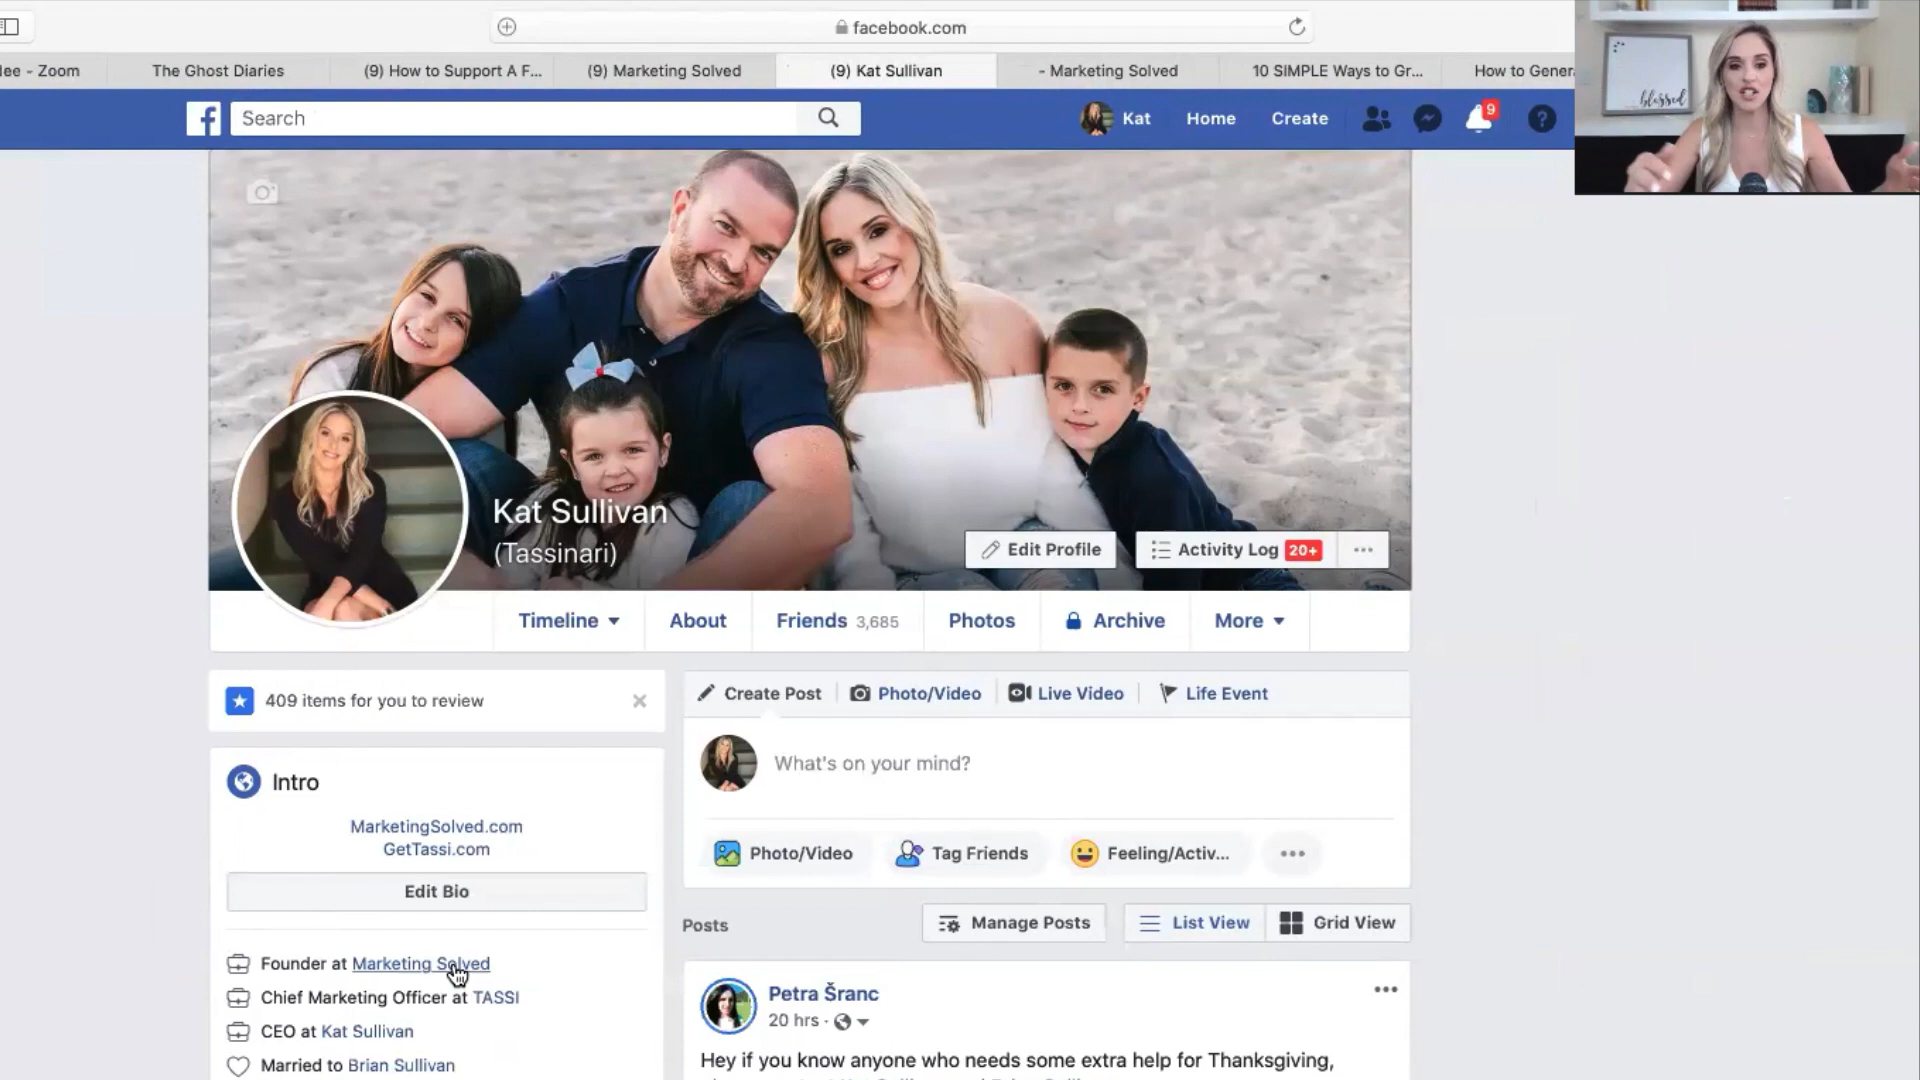 facebook.com
ee - Zoom
The Ghost Diaries
(9) How to Support A F...
(9) Marketing Solved
(9) Kat Sullivan
- Marketing Solved
10 SIMPLE Ways to Gr...
How to Gener
blessed
f
Search
Kat
Home
Create
9
?
Kat Sullivan
(Tassinari)
Edit Profile
Activity Log 20+
Timeline
About
Friends 3,685
Photos
Archive
More
409 items for you to review
Create Post
Photo/Video
Live Video
Life Event
Intro
What's on your mind?
MarketingSolved.com
GetTassi.com
Edit Bio
Photo/Video
Tag Friends
Feeling/Activ...
Posts
Manage Posts
List View
Grid View
Founder at Marketing Solved
Chief Marketing Officer at TASSI
CEO at Kat Sullivan
Married to Brian Sullivan
Petra Šranc
20 hrs ·
Hey if you know anyone who needs some extra help for Thanksgiving,